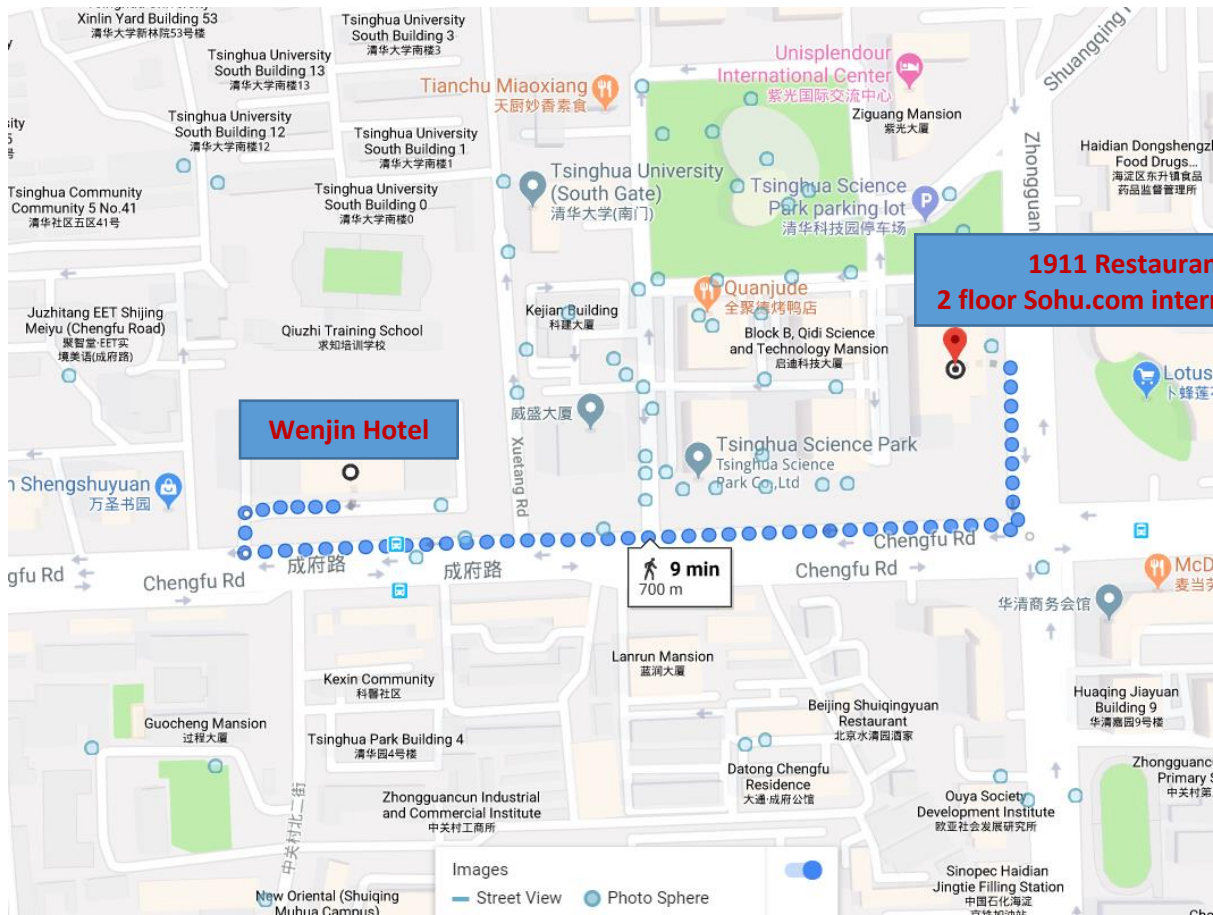 Xinlin Yard Building 53
清华大学新林院53号楼
Tsinghua University
South Building 3
清华大学南楼3
Tsinghua University
South Building 13
清华大学南楼13
Tianchu Miaoxiang
天厨妙香素食
Unisplendour
International Center
紫光国际交流中心
Ziguang Mansion
紫光大厦
Shuangqing
Tsinghua University
South Building 12
清华大学南楼12
Tsinghua University
South Building 1
清华大学南楼1
Zhongguan
Haidian Dongshengzh
Food Drugs...
海淀区东升镇食品
药品监督管理所
Tsinghua Community
Community 5 No.41
清华社区五区41号
Tsinghua University
South Building 0
清华大学南楼0
Tsinghua University
(South Gate)
清华大学(南门)
Tsinghua Science
Park parking lot
清华科技园停车场
P
1911 Restauran
2 floor Sohu.com intern
Juzhitang EET Shijing
Meiyu (Chengfu Road)
聚智堂·EET实
境美语(成府路)
Qiuzhi Training School
求知培训学校
Kejian Building
科建大厦
Quanjude
全聚德烤鸭店
Block B, Qidi Science
and Technology Mansion
启迪科技大厦
Lotus
卜蜂莲
威盛大厦
Wenjin Hotel
Xuetang Rd
Tsinghua Science Park
Tsinghua Science
Park Co.,Ltd
n Shengshuyuan
万圣书园
gfu Rd
Chengfu Rd
成府路
成府路
9 min
700 m
Chengfu Rd
Chengfu Rd
McD
麦当劳
华清商务会馆
Kexin Community
科馨社区
Lanrun Mansion
蓝润大厦
Guocheng Mansion
过程大厦
Tsinghua Park Building 4
清华园4号楼
Beijing Shuiqingyuan
Restaurant
北京水清园酒家
Huaqing Jiayuan
Building 9
华清嘉园9号楼
Datong Chengfu
Residence
大通·成府公馆
中关村北二街
Zhongguancun Industrial
and Commercial Institute
中关村工商所
Ouya Society
Development Institute
欧亚社会发展研究所
Zhongguancu
Primary S
中关村第
Images
Street View
Photo Sphere
New Oriental (Shuiqing
Muhua Campus)
Sinopec Haidian
Jingtie Filling Station
中国石化海淀